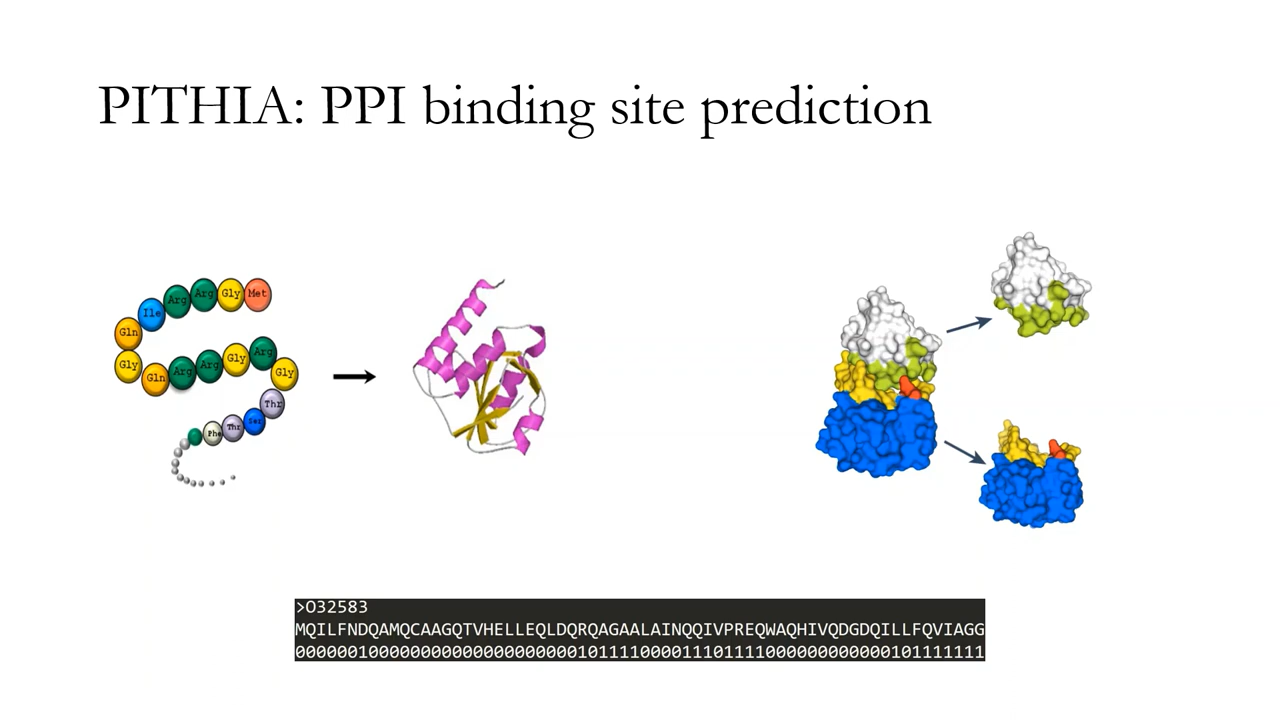 PITHIA: PPI binding site prediction
Met
Gly
Arg
Arg
Ile
Gln
Gly
Gln
Arg
Arg
Gly
Arg
Gly
Thr
Ser
Thr
Phe
>O32583
MQILFNDQAMQCAAGQTVHELLEQLDQRQAGAALAINQQIVPREQWAQHIVQDGDQILLFQVIAGG
000000100000000000000000000101111000011101111000000000000101111111